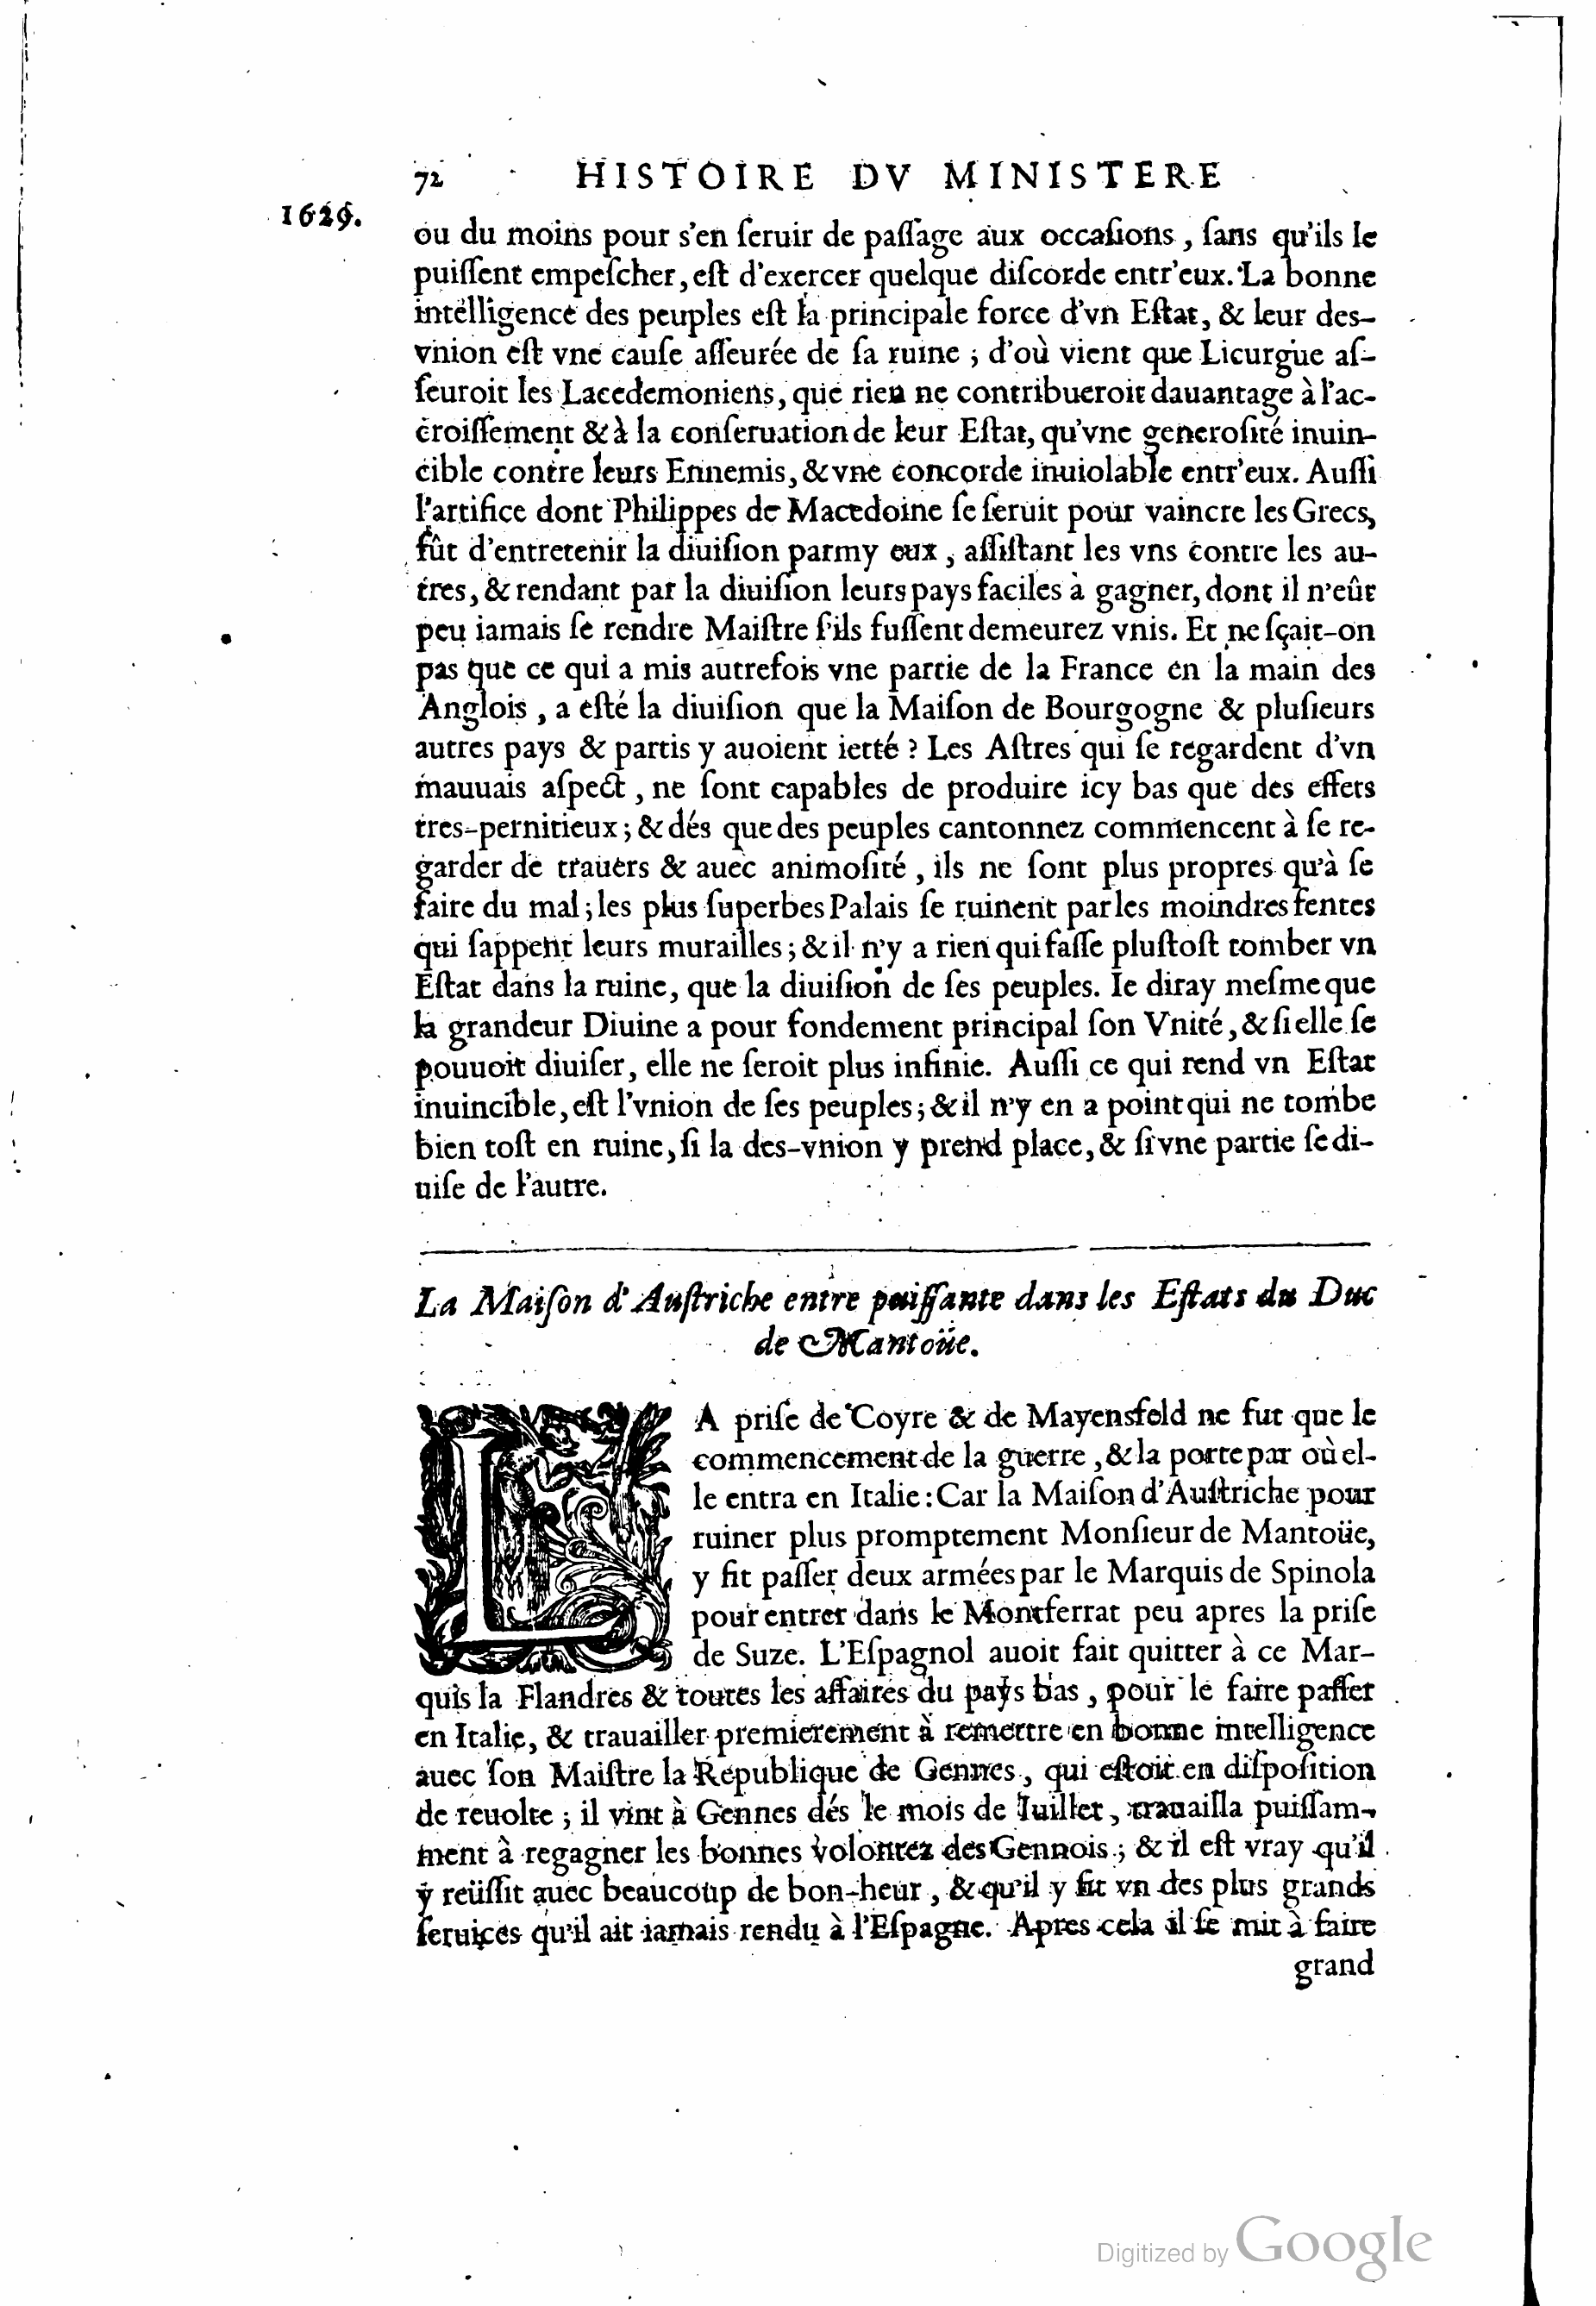 72 HISTOIRE DV MINISTERE
1629.
ou du moins pour s'en ſeruir de paſſage aux occaſions, ſans qu'ils le
puiſſent empeſcher, eſt d'exercer quelque diſcorde entr'eux. La bonne
intelligence des peuples eſt la principale force d'vn Eſtat, & leur des-
vnion eſt vne cauſe aſſeurée de ſa ruine ; d'où vient que Licurgue aſ-
ſeuroit les Lacedemoniens, que rien ne contribueroit dauantage à l'ac-
croiſſement & à la conſeruation de leur Eſtat, qu'vne generoſité inuin-
cible contre leurs Ennemis, & vne concorde inuiolable entr'eux. Auſſi
l'artifice dont Philippes de Macedoine ſe ſeruit pour vaincre les Grecs,
fût d'entretenir la diuiſion parmy eux, aſſiſtant les vns contre les au-
tres, & rendant par la diuiſion leurs pays faciles à gagner, dont il n'eût
peu iamais ſe rendre Maiſtre ſ'ils fuſſent demeurez vnis. Et ne ſçait-on
pas que ce qui a mis autrefois vne partie de la France en la main des
Anglois, a eſté la diuiſion que la Maiſon de Bourgogne & pluſieurs
autres pays & partis y auoient ietté ? Les Aſtres qui ſe regardent d'vn
mauuais aſpect, ne ſont capables de produire icy bas que des effets
tres-pernitieux ; & dés que des peuples cantonnez commencent à ſe re-
garder de trauers & auec animoſité, ils ne ſont plus propres qu'à ſe
faire du mal ; les plus ſuperbes Palais ſe ruinent par les moindres fentes
qui ſappent leurs murailles ; & il n'y a rien qui faſſe pluſtoſt tomber vn
Eſtat dans la ruine, que la diuiſion de ſes peuples. Ie diray meſme que
la grandeur Diuine a pour fondement principal ſon Vnité, & ſi elle ſe
pouuoit diuiſer, elle ne ſeroit plus infinie. Auſſi ce qui rend vn Eſtat
inuincible, eſt l'vnion de ſes peuples ; & il n'y en a point qui ne tombe
bien toſt en ruine, ſi la des-vnion y prend place, & ſi vne partie ſe di-
uiſe de l'autre.
La Maiſon d'Auſtriche entre puiſſante dans les Eſtats du Duc
de Mantoüe.
LA priſe de Coyre & de Mayensfeld ne fut que le
commencement de la guerre, & la porte par où el-
le entra en Italie : Car la Maiſon d'Auſtriche pour
ruiner plus promptement Monſieur de Mantoüe,
y fit paſſer deux armées par le Marquis de Spinola
pour entrer dans le Montferrat peu apres la priſe
de Suze. L'Eſpagnol auoit fait quitter à ce Mar-
quis la Flandres & toutes les affaires du pays bas, pour le faire paſſer
en Italie, & trauailler premierement à remettre en bonne intelligence
auec ſon Maiſtre la Republique de Gennes, qui eſtoit en diſpoſition
de reuolte ; il vint à Gennes dés le mois de Iuillet, trauailla puiſſam-
ment à regagner les bonnes volontez des Gennois ; & il eſt vray qu'il
y reüſſit auec beaucoup de bon-heur, & qu'il y fit vn des plus grands
ſeruices qu'il ait iamais rendu à l'Eſpagne. Apres cela il ſe mit à faire
grand
Digitized by Google